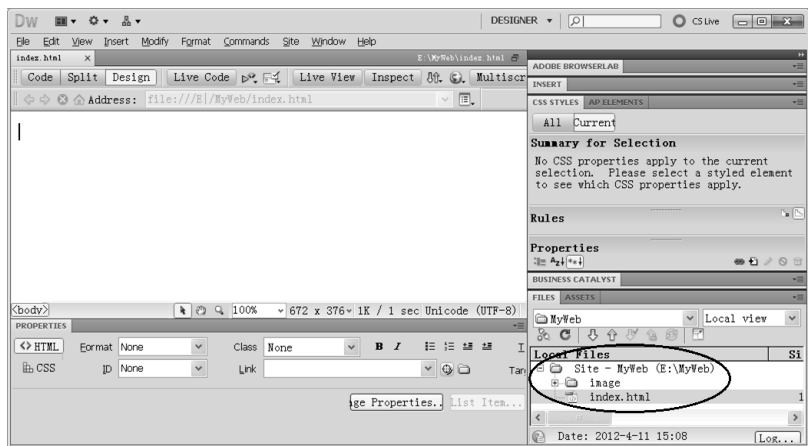 Dw DESIGNER CS Live
File Edit View Insert Modify Format Commands Site Window Help
index.html × E:\MyWeb\index.html
Code Split Design Live Code Live View Inspect Multiscr
Address: file:///E|/MyWeb/index.html
<body> 100% 672 x 376 1K / 1 sec Unicode (UTF-8)
PROPERTIES
<> HTML Format None Class None B I
CSS ID None Link Tar
ge Properties.. List Item...
ADOBE BROWSERLAB
INSERT
CSS STYLES AP ELEMENTS
All Current
Summary for Selection
No CSS properties apply to the current
selection. Please select a styled element
to see which CSS properties apply.
Rules
Properties
BUSINESS CATALYST
FILES ASSETS
MyWeb Local view
Local Files Si
Site - MyWeb (E:\MyWeb)
image
index.html 1
Date: 2012-4-11 15:08 Log...